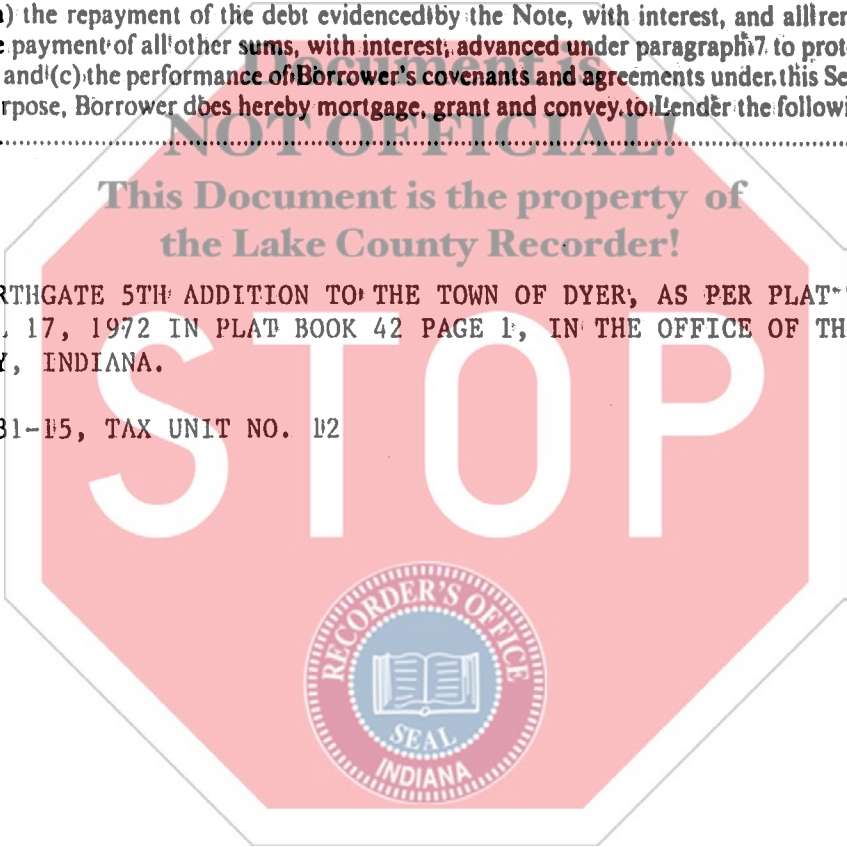 a) the repayment of the debt evidenced by the Note, with interest, and all ren
e payment of all other sums, with interest, advanced under paragraph 7 to prot
and (c) the performance of Borrower's covenants and agreements under this Se
rpose, Borrower does hereby mortgage, grant and convey to Lender the followi
Document is
NOT OFFICIAL!
This Document is the property of
the Lake County Recorder!
RTHGATE 5TH ADDITION TO THE TOWN OF DYER, AS PER PLAT
17, 1972 IN PLAT BOOK 42 PAGE 1, IN THE OFFICE OF TH
Y, INDIANA.
31-15, TAX UNIT NO. 12
STOP
RECORDER'S OFFICE
SEAL
INDIANA